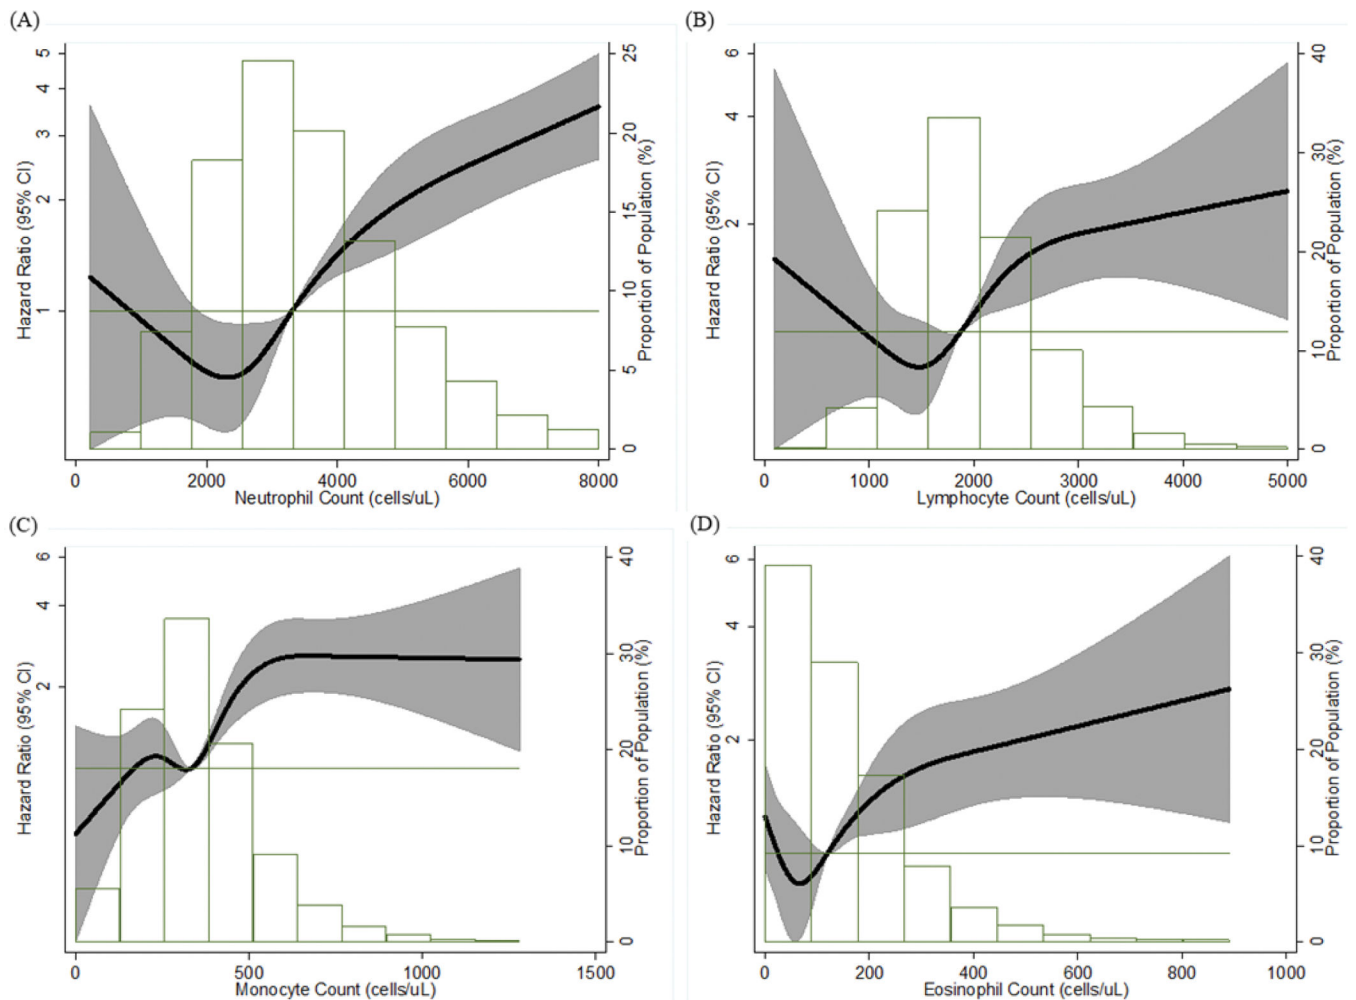 (A)
Hazard Ratio (95% CI)
5
4
3
2
1
25
20
15
10
5
0
Proportion of Population (%)
0 2000 4000 6000 8000
Neutrophil Count (cells/uL)
(B)
Hazard Ratio (95% CI)
6
4
2
40
30
20
10
0
Proportion of Population (%)
0 1000 2000 3000 4000 5000
Lymphocyte Count (cells/uL)
(C)
Hazard Ratio (95% CI)
6
4
2
40
30
20
10
0
Proportion of Population (%)
0 500 1000 1500
Monocyte Count (cells/uL)
(D)
Hazard Ratio (95% CI)
6
4
2
40
30
20
10
0
Proportion of Population (%)
0 200 400 600 800 1000
Eosinophil Count (cells/uL)